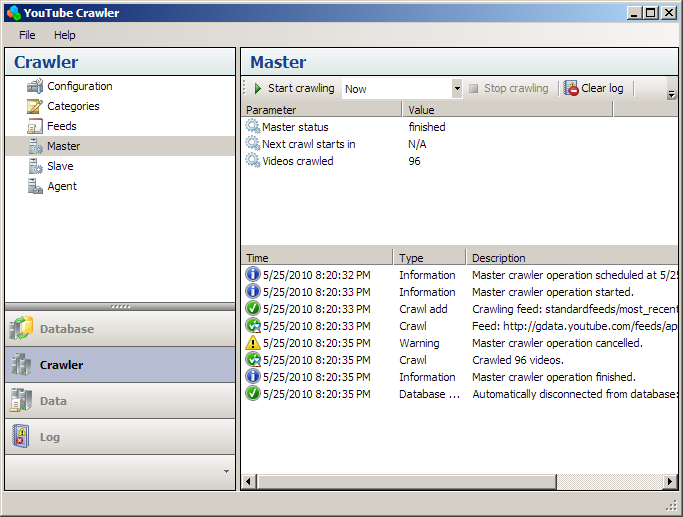 YouTube Crawler
File Help
Crawler
Configuration
Categories
Feeds
Master
Slave
Agent
Database
Crawler
Data
Log
Master
Start crawling Now Stop crawling Clear log
Parameter Value
Master status finished
Next crawl starts in N/A
Videos crawled 96
Time Type Description
5/25/2010 8:20:32 PM Information Master crawler operation scheduled at 5/25
5/25/2010 8:20:33 PM Information Master crawler operation started.
5/25/2010 8:20:33 PM Crawl add Crawling feed: standardfeeds/most_recent
5/25/2010 8:20:33 PM Crawl Feed: http://gdata.youtube.com/feeds/ap
5/25/2010 8:20:35 PM Warning Master crawler operation cancelled.
5/25/2010 8:20:35 PM Crawl Crawled 96 videos.
5/25/2010 8:20:35 PM Information Master crawler operation finished.
5/25/2010 8:20:35 PM Database ... Automatically disconnected from database: